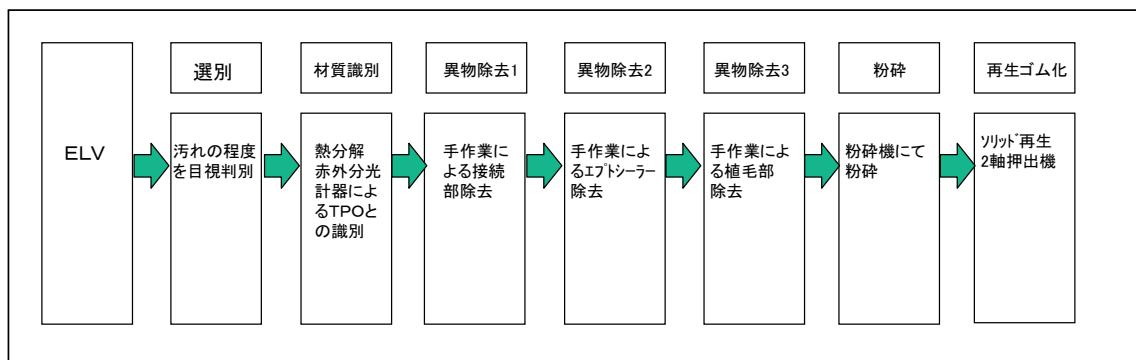 ELV
選別
汚れの程度
を目視判別
材質識別
熱分解
赤外分光
計器によ
るTPOと
の識別
異物除去1
手作業に
よる接続
部除去
異物除去2
手作業によ
るｴﾌﾟﾄｼｰﾗｰ
除去
異物除去3
手作業によ
る植毛部
除去
粉砕
粉砕機にて
粉砕
再生ゴム化
ｿﾘｯﾄﾞ再生
2軸押出機